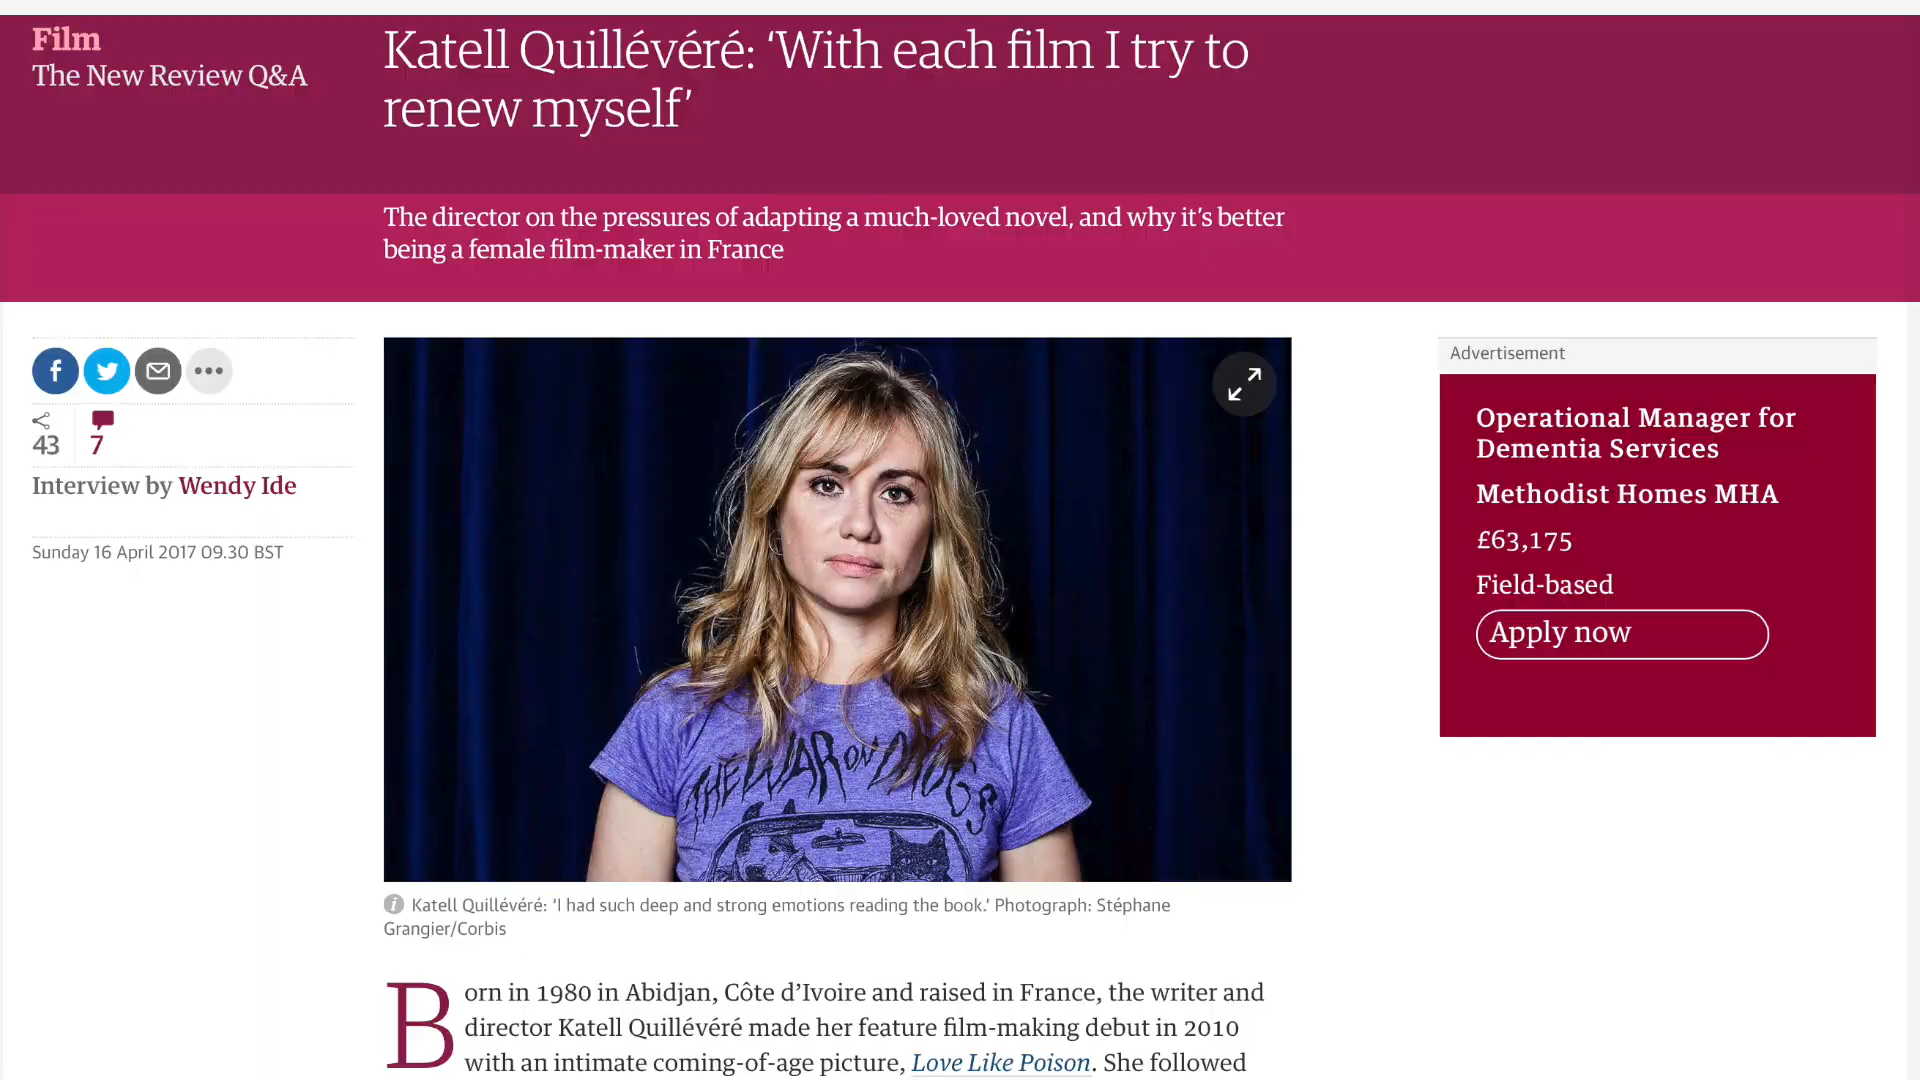 Film
The New Review Q&A
Katell Quillévéré: ‘With each film I try to
renew myself’
The director on the pressures of adapting a much-loved novel, and why it’s better
being a female film-maker in France
43
7
Interview by Wendy Ide
Sunday 16 April 2017 09.30 BST
THE WAR ON DRUGS
Katell Quillévéré: ‘I had such deep and strong emotions reading the book.’ Photograph: Stéphane
Grangier/Corbis
Born in 1980 in Abidjan, Côte d’Ivoire and raised in France, the writer and
director Katell Quillévéré made her feature film-making debut in 2010
with an intimate coming-of-age picture, Love Like Poison. She followed
Advertisement
Operational Manager for
Dementia Services
Methodist Homes MHA
£63,175
Field-based
Apply now